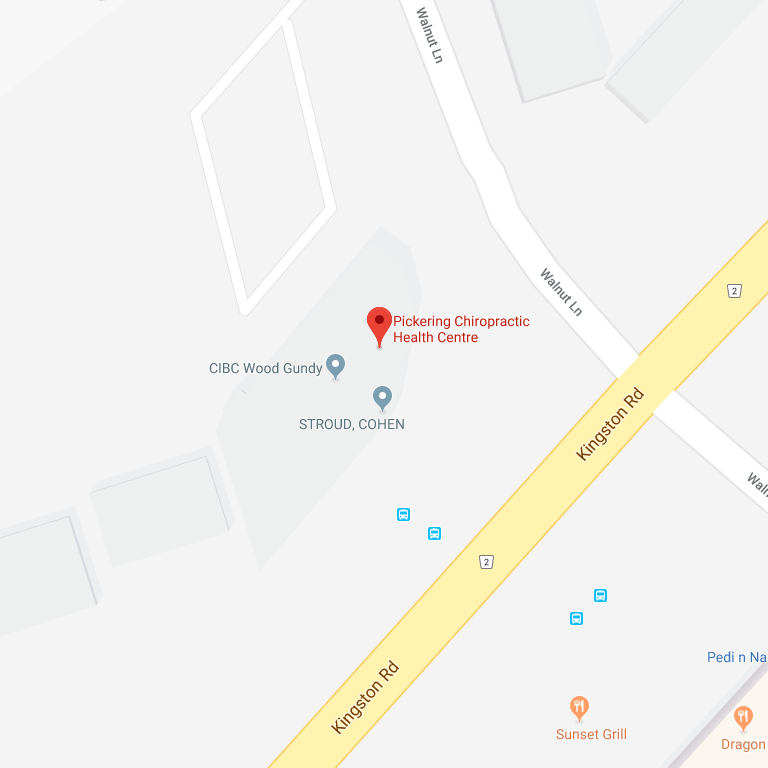 Walnut Ln
Walnut Ln
2
Pickering Chiropractic
Health Centre
CIBC Wood Gundy
Kingston Rd
STROUD, COHEN
Waln
2
Pedi n Na
Kingston Rd
Sunset Grill
Dragon